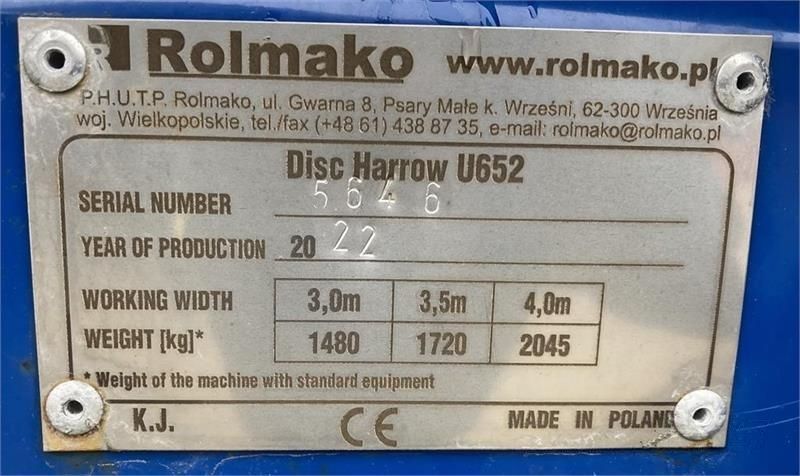 R Rolmako www.rolmako.pl
P.H.U.T.P. Rolmako, ul. Gwarna 8, Psary Małe k. Wrześni, 62-300 Września
woj. Wielkopolskie, tel./fax (+48 61) 438 87 35, e-mail: rolmako@rolmako.pl
Disc Harrow U652
SERIAL NUMBER 5646
YEAR OF PRODUCTION 2022
WORKING WIDTH 3,0m 3,5m 4,0m
WEIGHT [kg]* 1480 1720 2045
* Weight of the machine with standard equipment
K.J. CE MADE IN POLAND